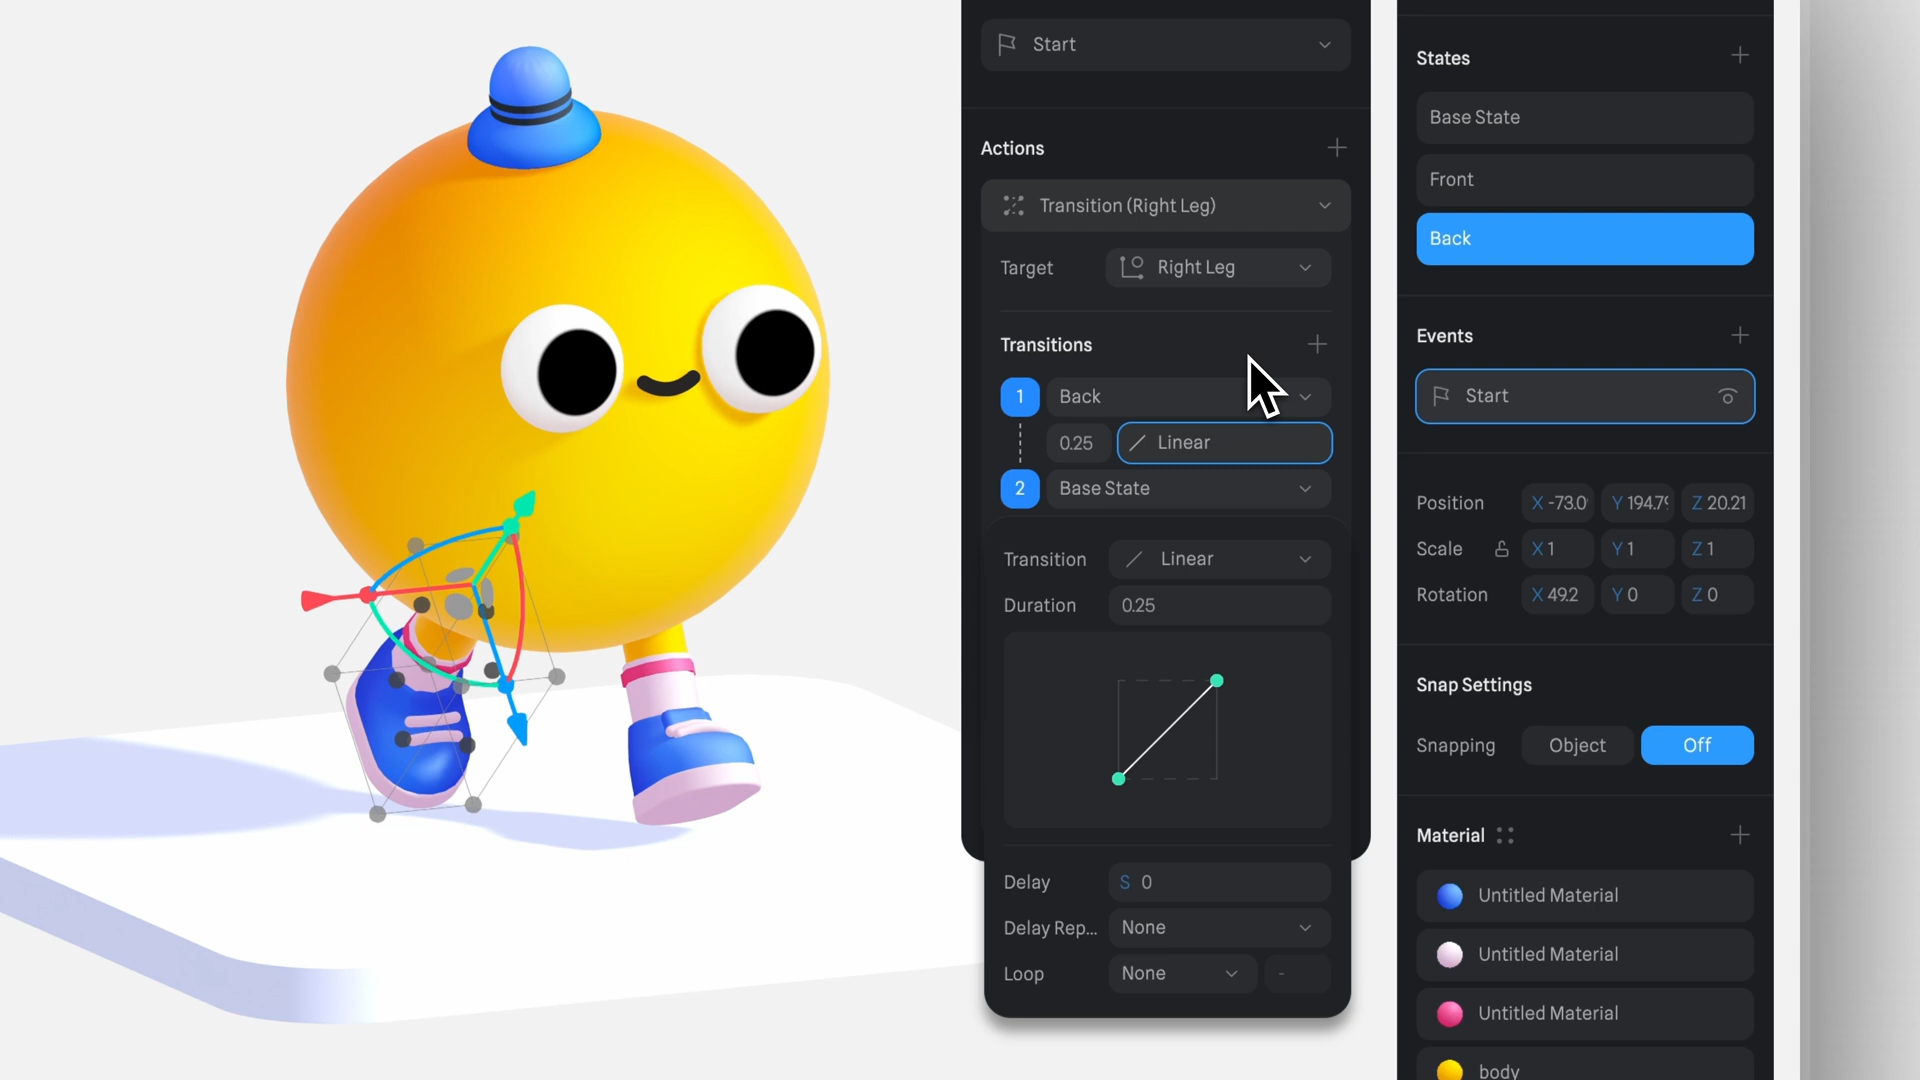 Start
Actions
Transition (Right Leg)
Target
Right Leg
Transitions
1
Back
0.25
Linear
2
Base State
Transition
Linear
Duration
0.25
Delay
S 0
Delay Rep...
None
Loop
None
-
States
Base State
Front
Back
Events
Start
Position
X -73.0
Y 194.79
Z 20.21
Scale
X 1
Y 1
Z 1
Rotation
X 49.2
Y 0
Z 0
Snap Settings
Snapping
Object
Off
Material
Untitled Material
Untitled Material
Untitled Material
body